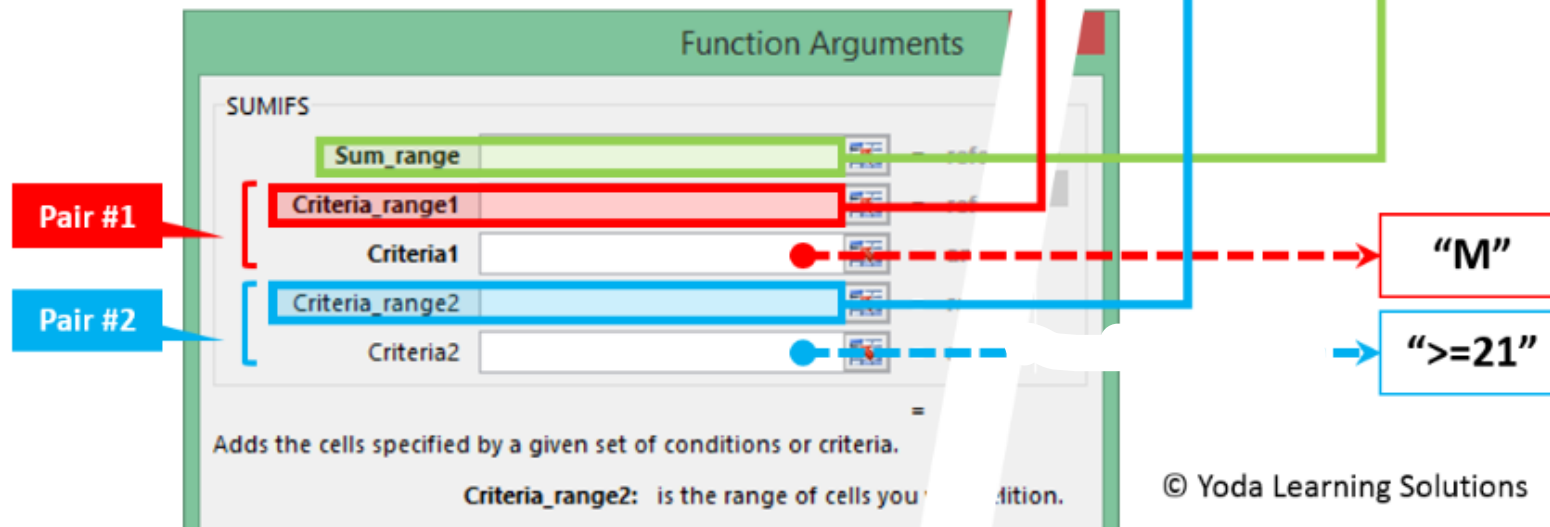 Function Arguments
SUMIFS
Sum_range
Pair #1
Criteria_range1
Criteria1
“M”
Pair #2
Criteria_range2
Criteria2
“>=21”
=
Adds the cells specified by a given set of conditions or criteria.
Criteria_range2: is the range of cells you
© Yoda Learning Solutions